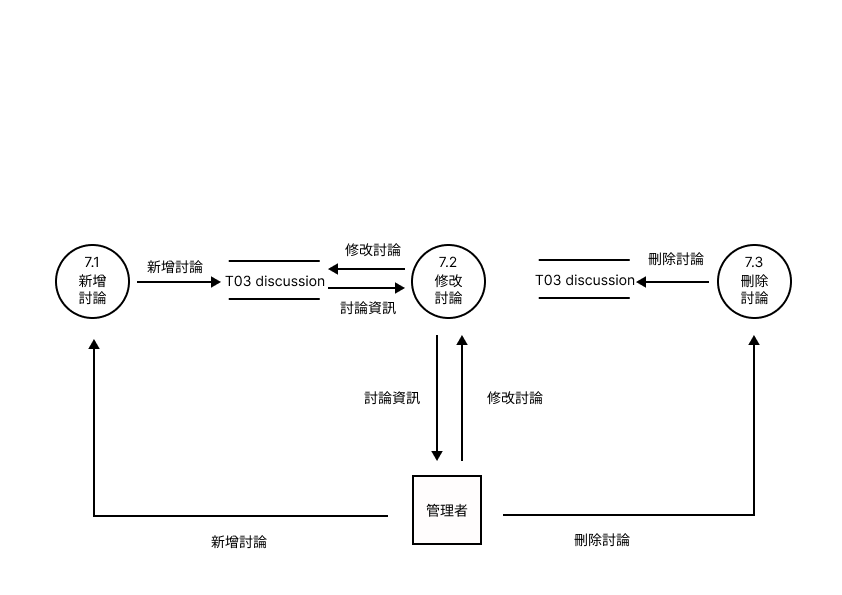 7.1
新增
討論
新增討論
T03 discussion
修改討論
討論資訊
7.2
修改
討論
T03 discussion
刪除討論
7.3
刪除
討論
討論資訊
修改討論
管理者
新增討論
刪除討論